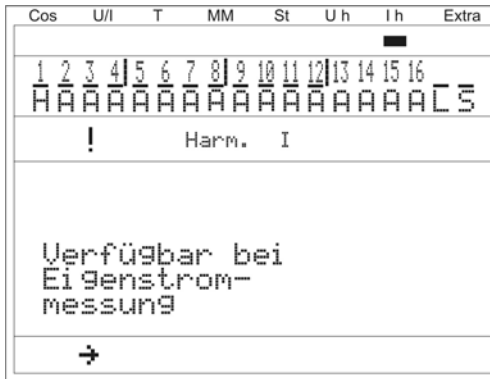 Cos U/I T MM St U h I h Extra
1 2 3 4 5 6 7 8 9 10 11 12 13 14 15 16
H A A A A A A A A A A A A A A A L S
! Harm. I
Verfügbar bei
Eigenstrom-
messung
→